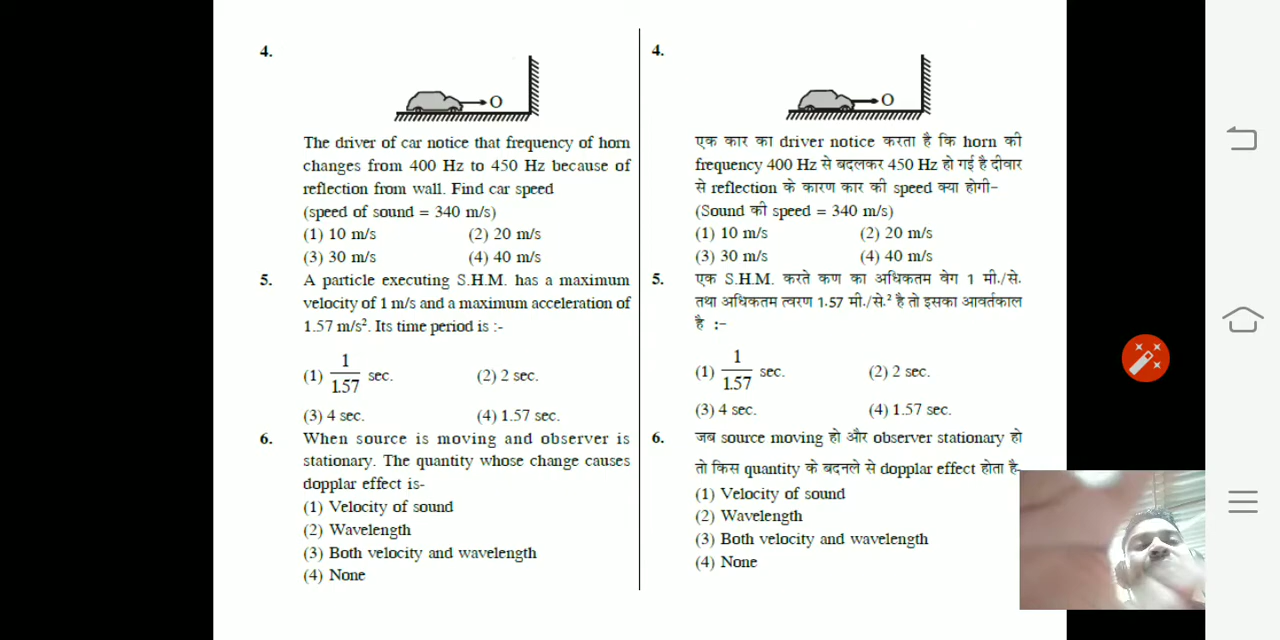 4.
O
The driver of car notice that frequency of horn
changes from 400 Hz to 450 Hz because of
reflection from wall. Find car speed
(speed of sound = 340 m/s)
(1) 10 m/s (2) 20 m/s
(3) 30 m/s (4) 40 m/s
5. A particle executing S.H.M. has a maximum
velocity of 1 m/s and a maximum acceleration of
1.57 m/s². Its time period is :-
(1) 1/1.57 sec. (2) 2 sec.
(3) 4 sec. (4) 1.57 sec.
6. When source is moving and observer is
stationary. The quantity whose change causes
dopplar effect is-
(1) Velocity of sound
(2) Wavelength
(3) Both velocity and wavelength
(4) None
4.
O
एक कार का driver notice करता है कि horn की
frequency 400 Hz से बदलकर 450 Hz हो गई है दीवार
से reflection के कारण कार की speed क्या होगी-
(Sound की speed = 340 m/s)
(1) 10 m/s (2) 20 m/s
(3) 30 m/s (4) 40 m/s
5. एक S.H.M. करते कण का अधिकतम वेग 1 मी./से.
तथा अधिकतम त्वरण 1.57 मी./से.² है तो इसका आवर्तकाल
है :-
(1) 1/1.57 sec. (2) 2 sec.
(3) 4 sec. (4) 1.57 sec.
6. जब source moving हो और observer stationary हो
तो किस quantity के बदनले से dopplar effect होता है-
(1) Velocity of sound
(2) Wavelength
(3) Both velocity and wavelength
(4) None